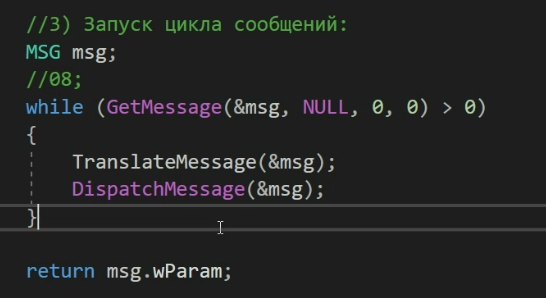 //3) Запуск цикла сообщений:
MSG msg;
//08;
while (GetMessage(&msg, NULL, 0, 0) > 0)
{
TranslateMessage(&msg);
DispatchMessage(&msg);
}
return msg.wParam;